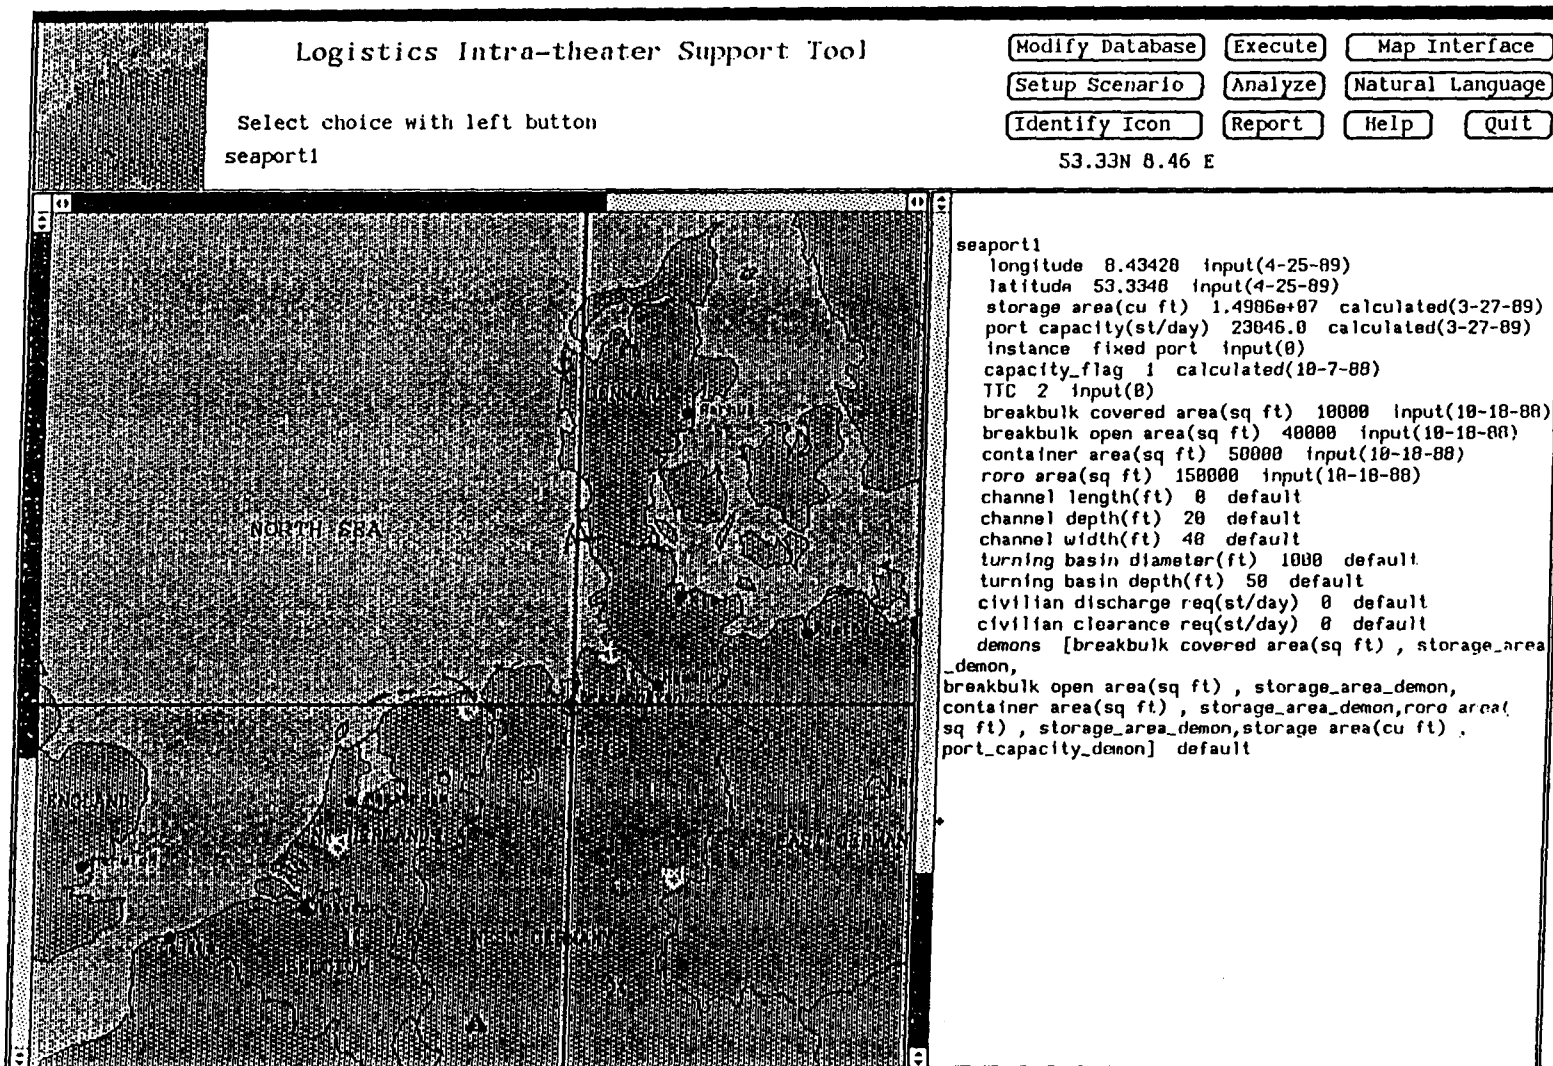 Logistics Intra-theater Support Tool
Select choice with left button
seaport1
Modify Database Execute Map Interface
Setup Scenario Analyze Natural Language
Identify Icon Report Help Quit
53.33N 8.46 E
NORTH SEA
DENMARK
Aarhus
ENGLAND
NETHERLANDS
EAST GERMAN
WEST GERMANY
BELGIUM
seaport1
longitude 8.43428 input(4-25-89)
latitude 53.3348 input(4-25-89)
storage area(cu ft) 1.4986e+07 calculated(3-27-89)
port capacity(st/day) 23846.0 calculated(3-27-89)
instance fixed port input(0)
capacity_flag 1 calculated(10-7-88)
TTC 2 input(0)
breakbulk covered area(sq ft) 10000 input(10-18-88)
breakbulk open area(sq ft) 40000 input(10-18-88)
container area(sq ft) 50000 input(10-18-88)
roro area(sq ft) 150000 input(10-18-88)
channel length(ft) 0 default
channel depth(ft) 20 default
channel width(ft) 40 default
turning basin diameter(ft) 1000 default
turning basin depth(ft) 50 default
civilian discharge req(st/day) 0 default
civilian clearance req(st/day) 0 default
demons [breakbulk covered area(sq ft) , storage_area
_demon,
breakbulk open area(sq ft) , storage_area_demon,
container area(sq ft) , storage_area_demon,roro area(
sq ft) , storage_area_demon,storage area(cu ft) ,
port_capacity_demon] default